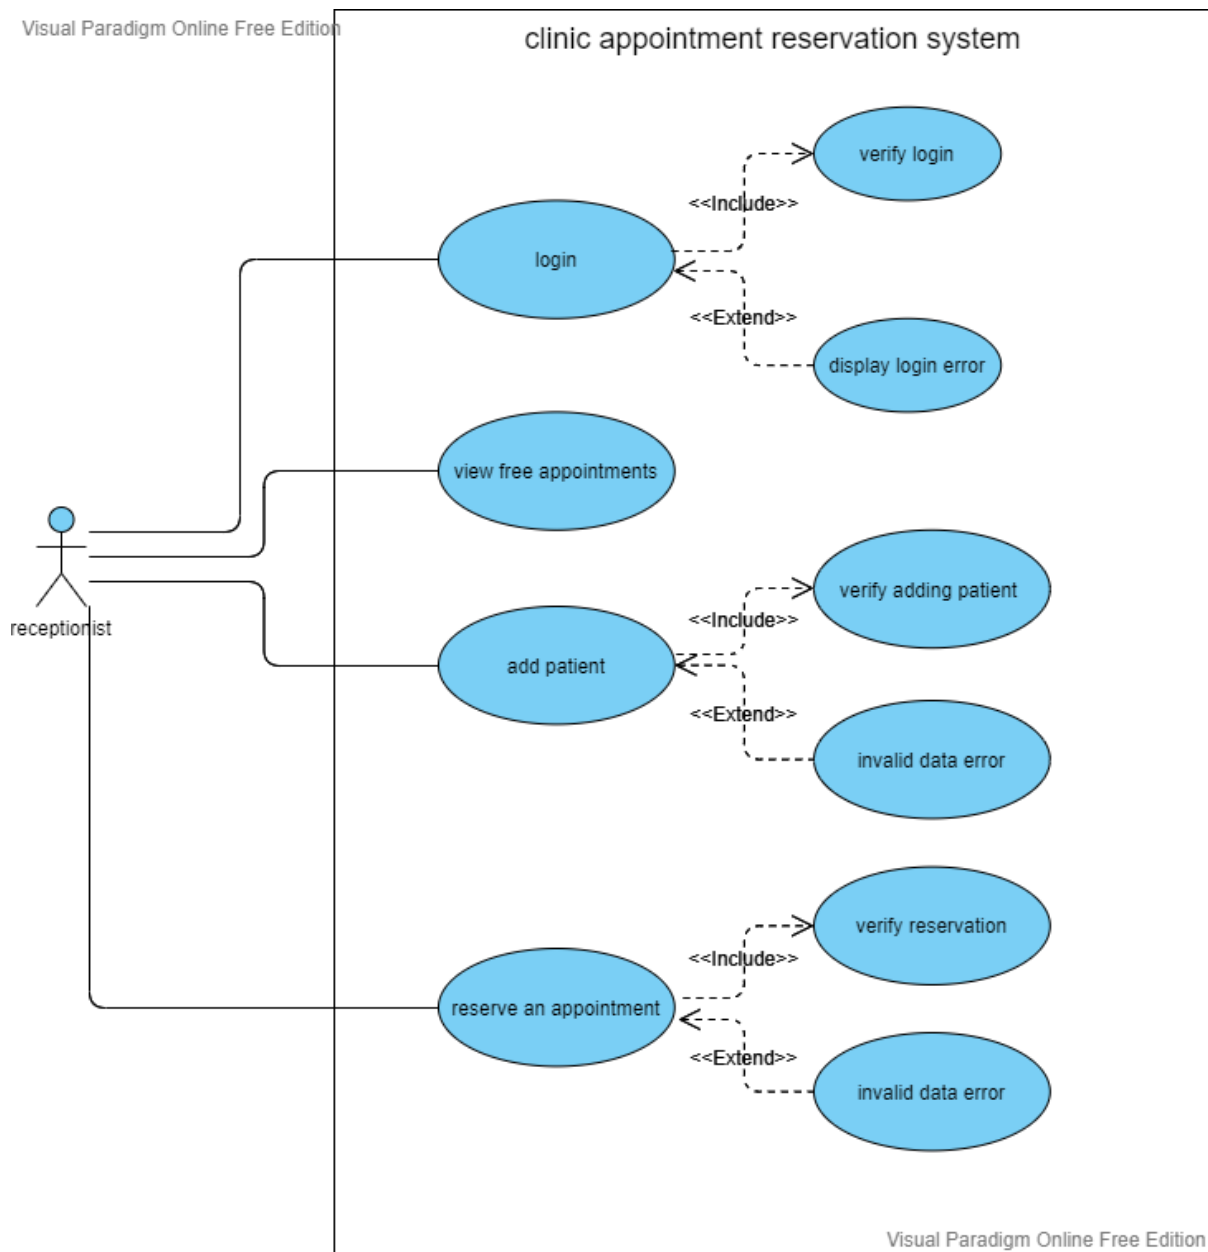 Visual Paradigm Online Free Edition
clinic appointment reservation system
verify login
<<Include>>
login
<<Extend>>
display login error
view free appointments
receptionist
verify adding patient
<<Include>>
add patient
<<Extend>>
invalid data error
verify reservation
<<Include>>
reserve an appointment
<<Extend>>
invalid data error
Visual Paradigm Online Free Edition